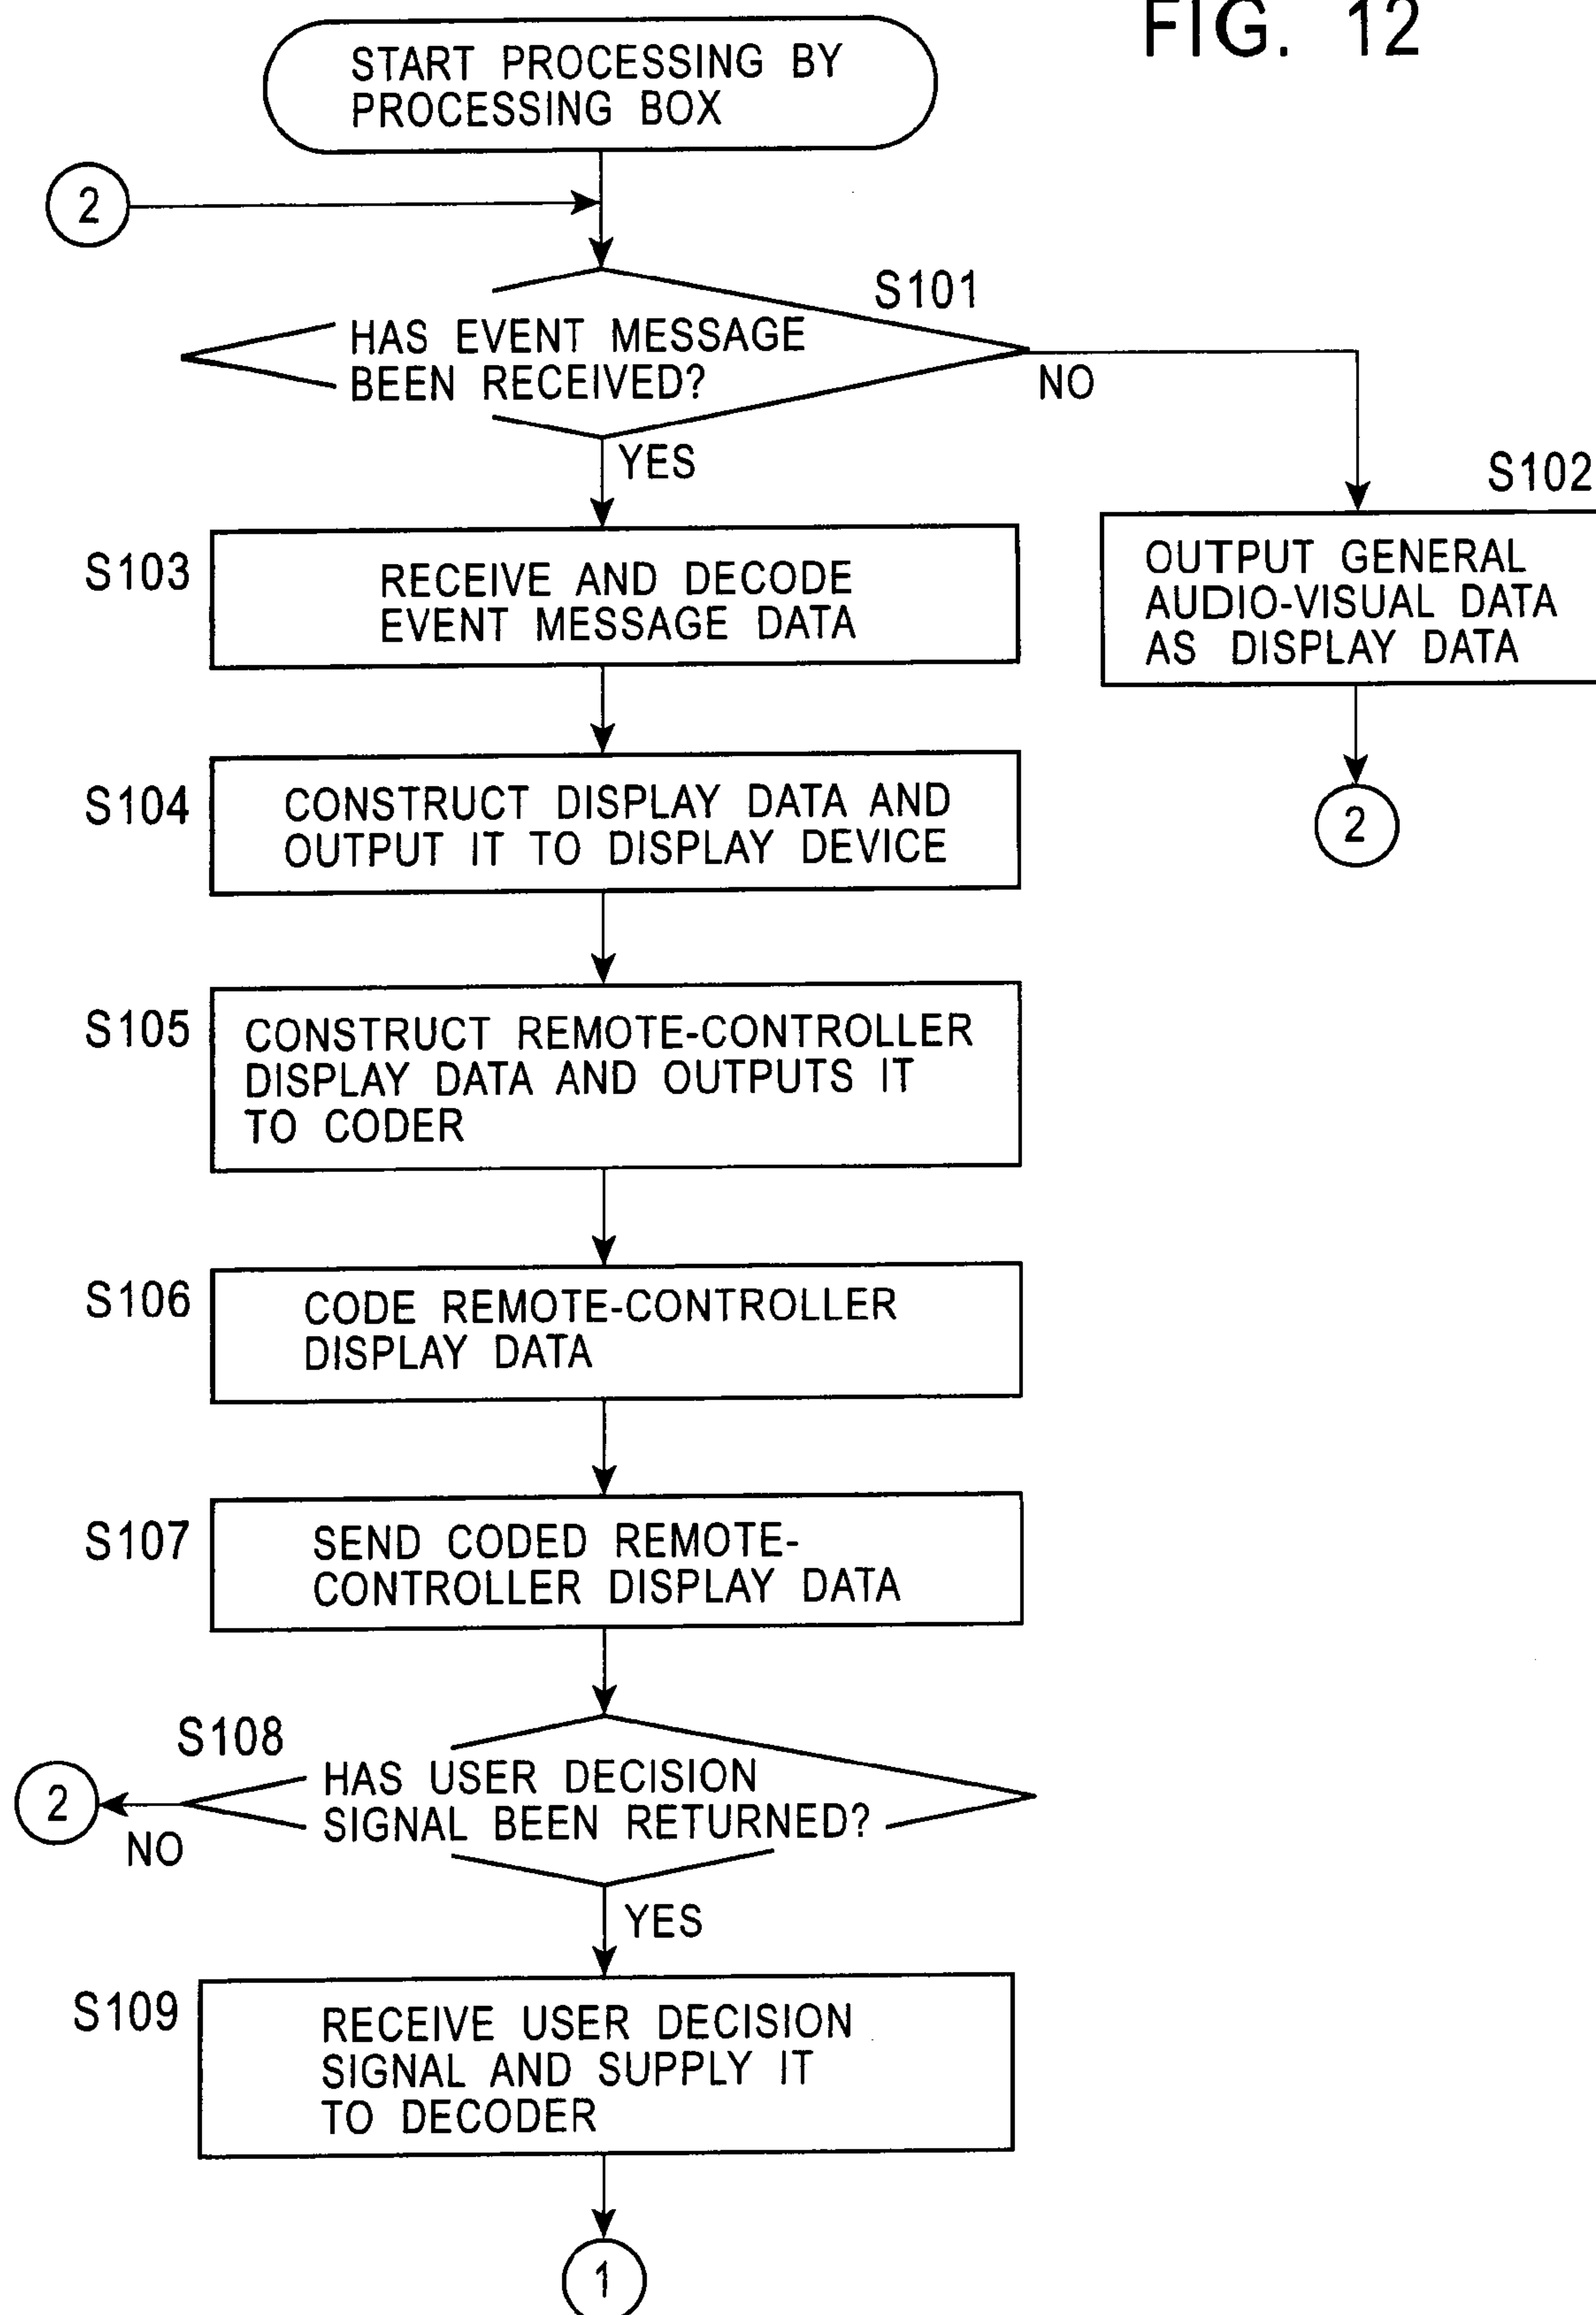 FIG. 12
START PROCESSING BY
PROCESSING BOX
2
S101
HAS EVENT MESSAGE
BEEN RECEIVED?
NO
YES
S102
OUTPUT GENERAL
AUDIO-VISUAL DATA
AS DISPLAY DATA
2
S103
RECEIVE AND DECODE
EVENT MESSAGE DATA
S104
CONSTRUCT DISPLAY DATA AND
OUTPUT IT TO DISPLAY DEVICE
S105
CONSTRUCT REMOTE-CONTROLLER
DISPLAY DATA AND OUTPUTS IT
TO CODER
S106
CODE REMOTE-CONTROLLER
DISPLAY DATA
S107
SEND CODED REMOTE-
CONTROLLER DISPLAY DATA
S108
HAS USER DECISION
SIGNAL BEEN RETURNED?
2
NO
YES
S109
RECEIVE USER DECISION
SIGNAL AND SUPPLY IT
TO DECODER
1